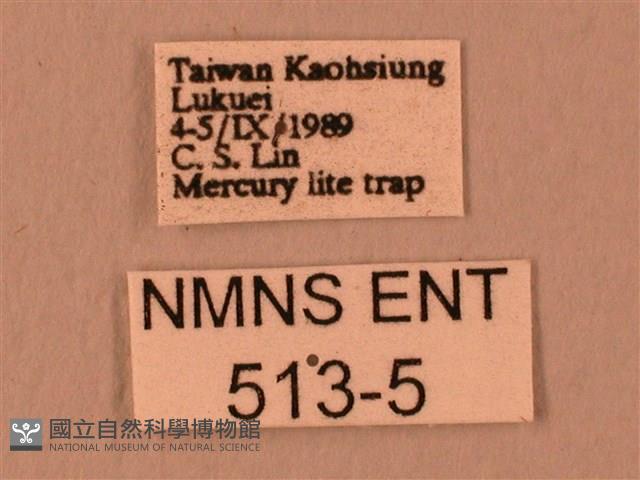 Taiwan Kaohsiung
Lukuei
4-5/IX/1989
C. S. Lin
Mercury lite trap
NMNS ENT
513-5
國立自然科學博物館
NATIONAL MUSEUM OF NATURAL SCIENCE